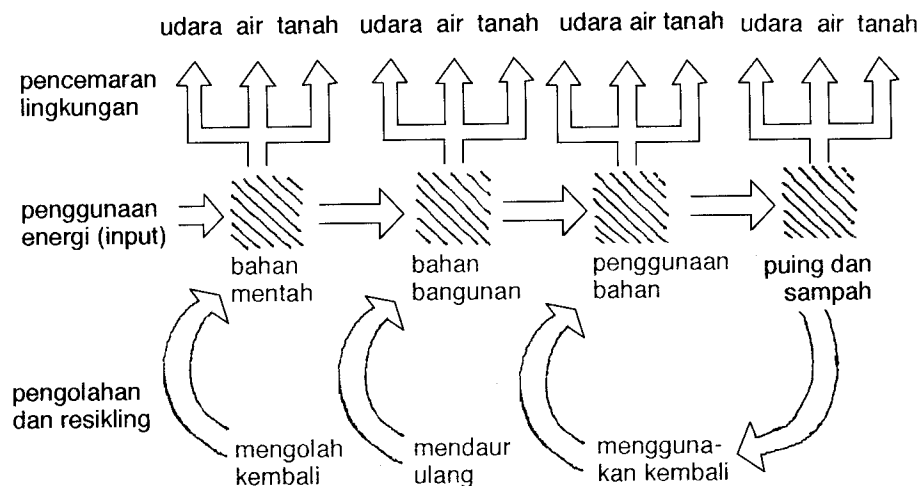 udara air tanah udara air tanah udara air tanah udara air tanah
pencemaran
lingkungan
penggunaan
energi (input)
bahan
mentah
bahan
bangunan
penggunaan
bahan
puing dan
sampah
pengolahan
dan resikling
mengolah
kembali
mendaur
ulang
mengguna-
kan kembali